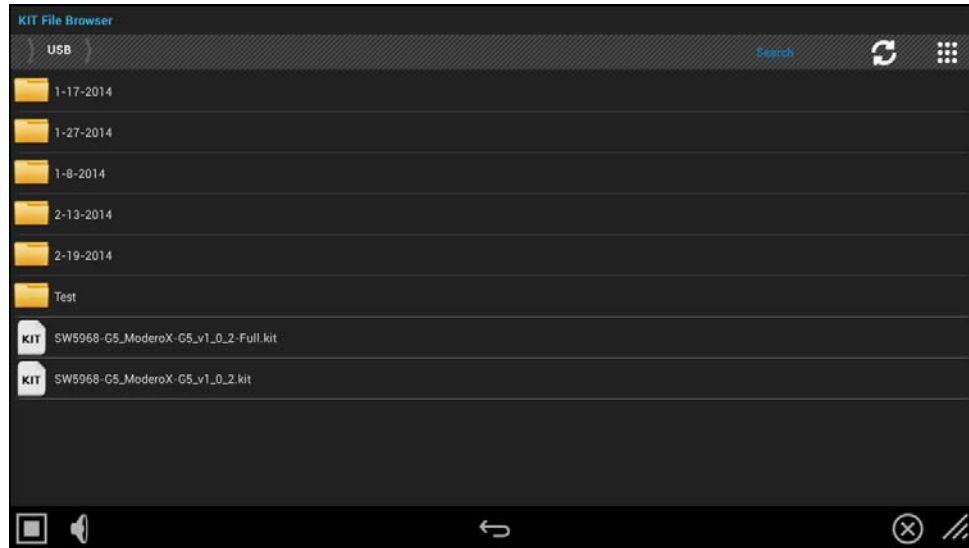 KIT File Browser
USB
Search
1-17-2014
1-27-2014
1-8-2014
2-13-2014
2-19-2014
Test
KIT SW5968-G5_ModeroX-G5_v1_0_2-Full.kit
KIT SW5968-G5_ModeroX-G5_v1_0_2.kit